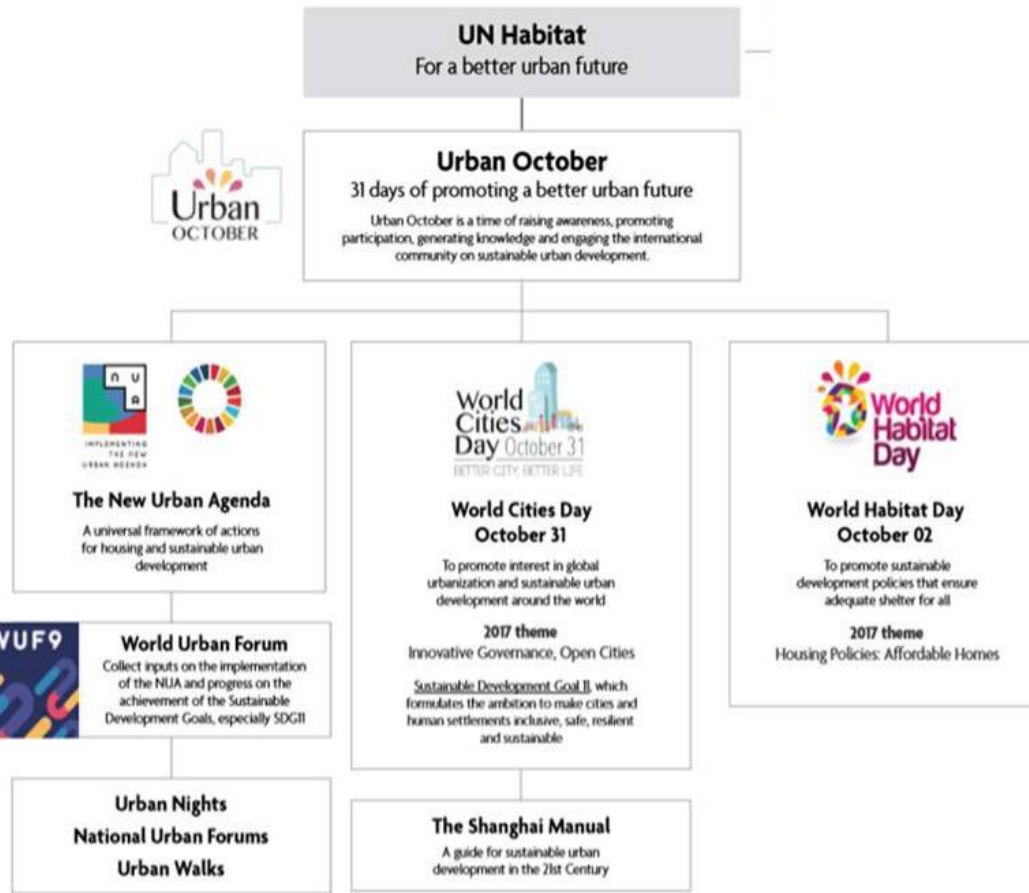 UN Habitat
For a better urban future
Urban
OCTOBER
Urban October
31 days of promoting a better urban future
Urban October is a time of raising awareness, promoting
participation, generating knowledge and engaging the international
community on sustainable urban development.
N U
A
IMPLEMENTING
THE NEW
URBAN AGENDA
The New Urban Agenda
A universal framework of actions
for housing and sustainable urban
development
World
Cities
Day October 31
BETTER CITY, BETTER LIFE
World Cities Day
October 31
To promote interest in global
urbanization and sustainable urban
development around the world
2017 theme
Innovative Governance, Open Cities
Sustainable Development Goal 11, which
formulates the ambition to make cities and
human settlements inclusive, safe, resilient
and sustainable
World
Habitat
Day
World Habitat Day
October 02
To promote sustainable
development policies that ensure
adequate shelter for all
2017 theme
Housing Policies: Affordable Homes
WUF9
World Urban Forum
Collect inputs on the implementation
of the NUA and progress on the
achievement of the Sustainable
Development Goals, especially SDG11
Urban Nights
National Urban Forums
Urban Walks
The Shanghai Manual
A guide for sustainable urban
development in the 21st Century